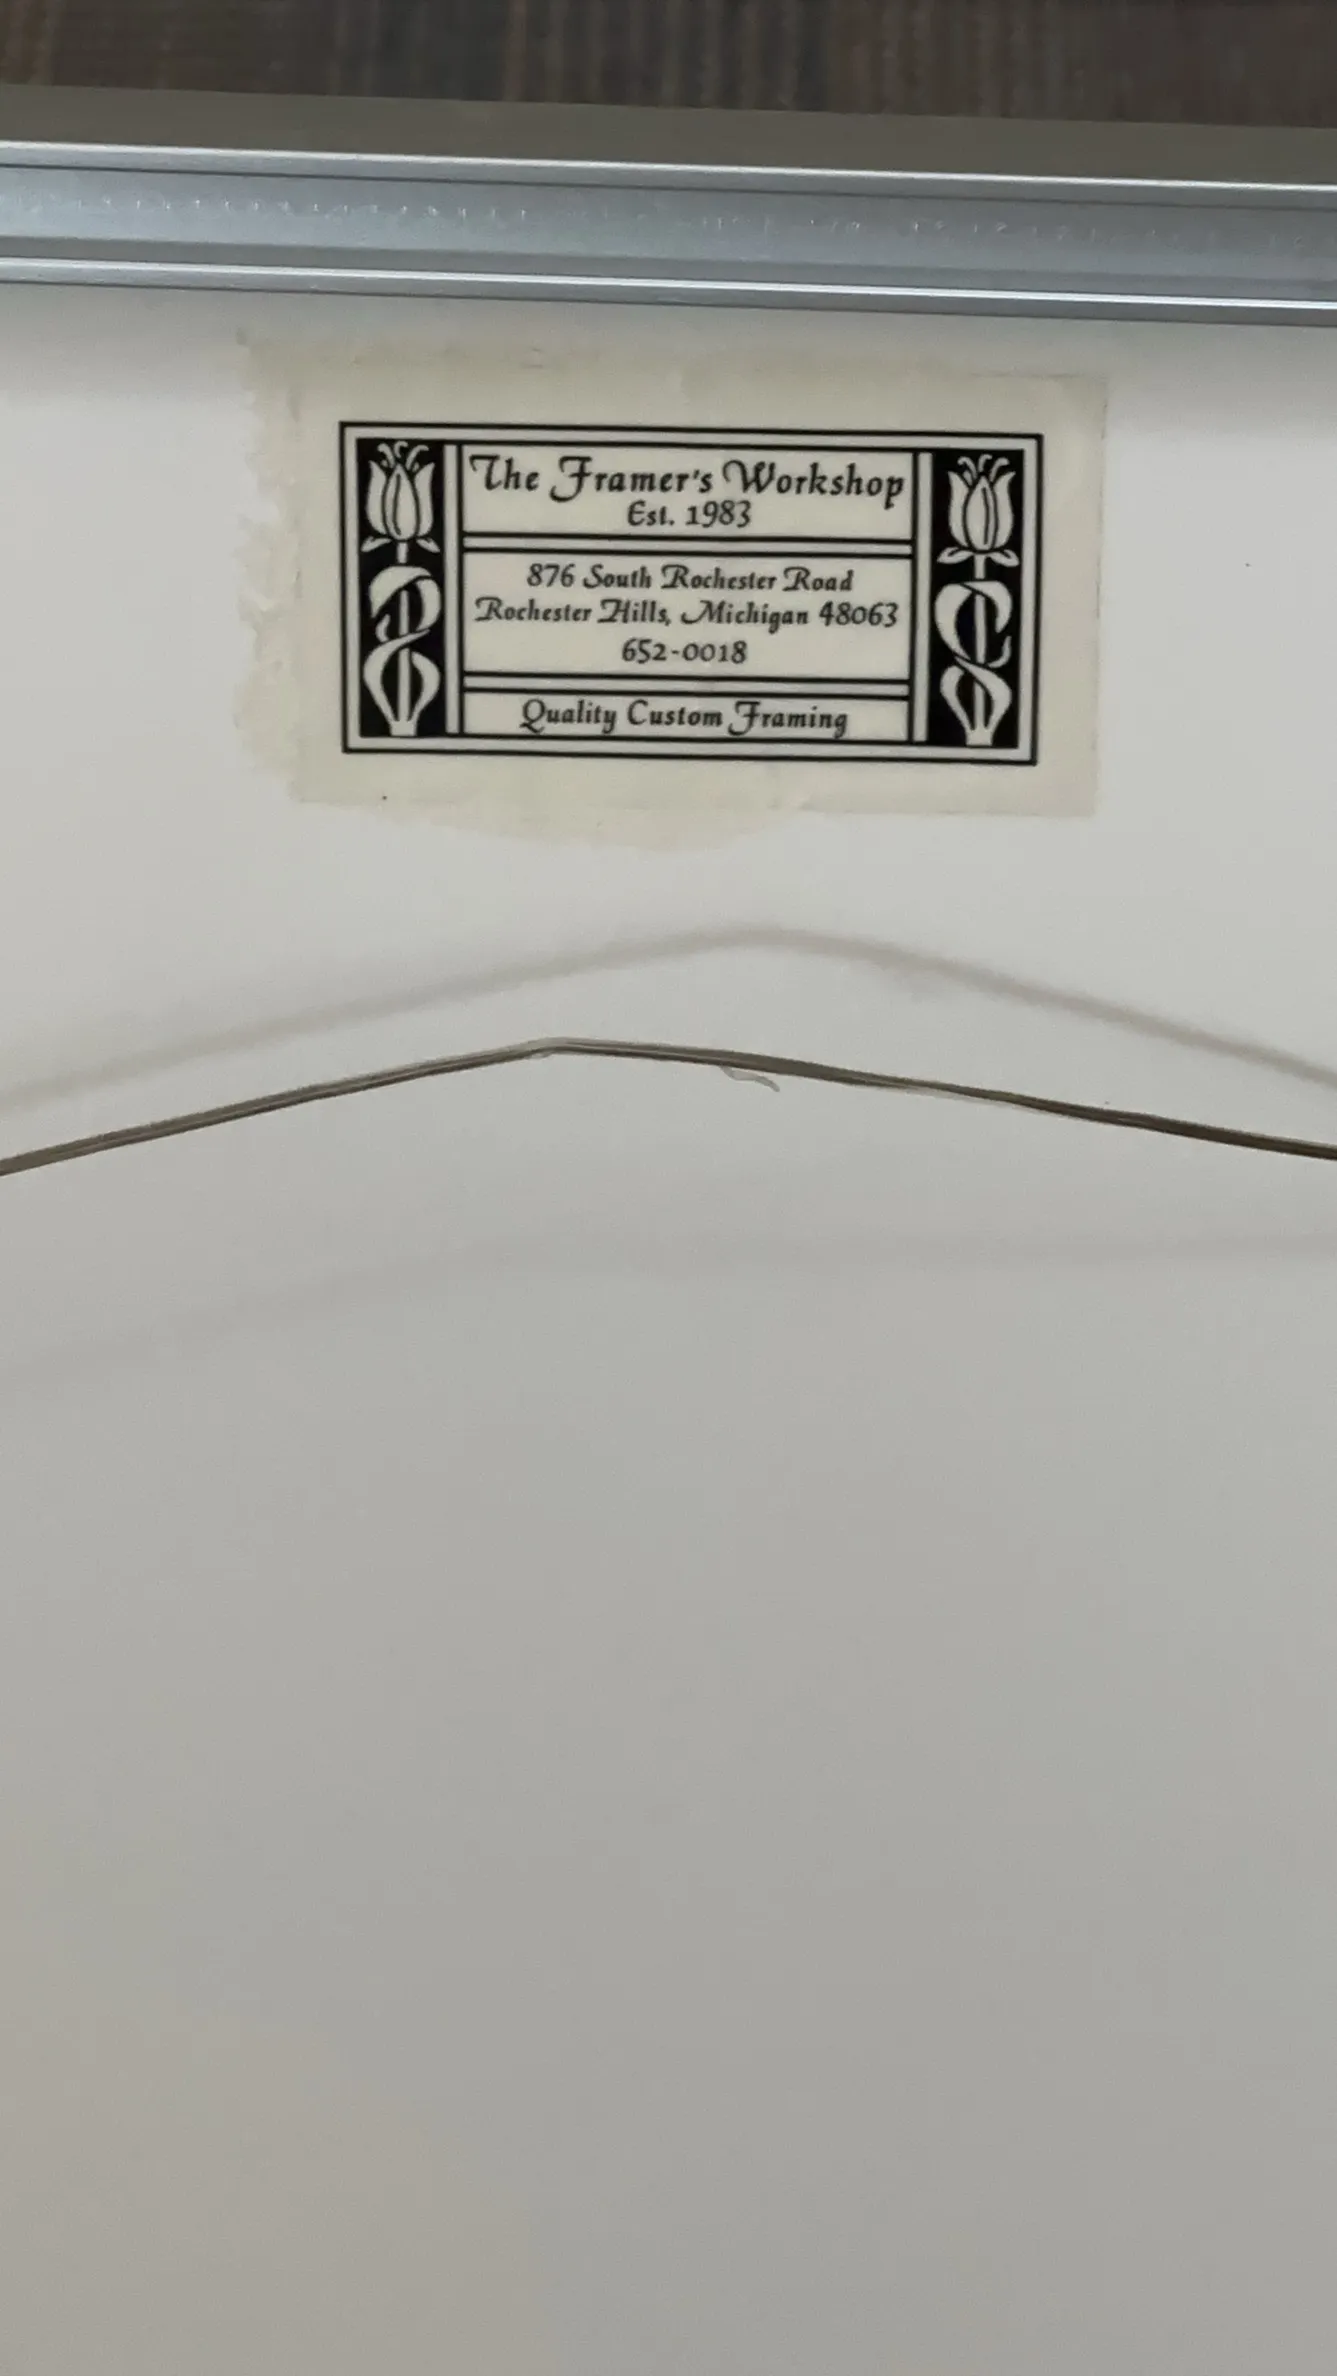 The Framer's Workshop
Est. 1983
876 South Rochester Road
Rochester Hills, Michigan 48063
652-0018
Quality Custom Framing